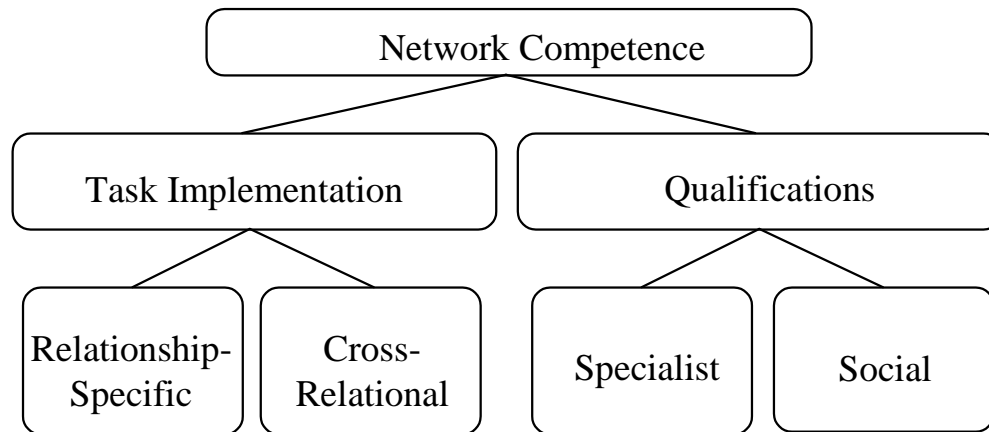 Network Competence
Task Implementation
Qualifications
Relationship-
Specific
Cross-
Relational
Specialist
Social